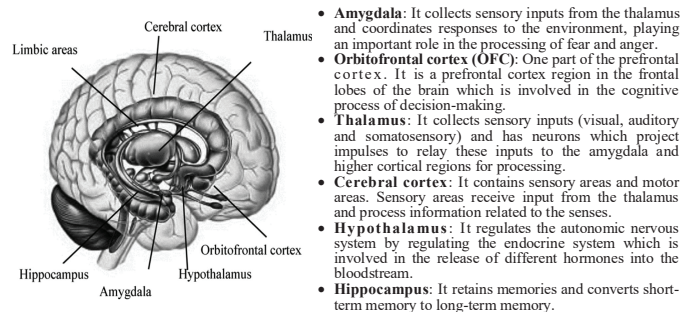 Cerebral cortex
Thalamus
Limbic areas
Orbitofrontal cortex
Hippocampus
Hypothalamus
Amygdala
• Amygdala: It collects sensory inputs from the thalamus
and coordinates responses to the environment, playing
an important role in the processing of fear and anger.
• Orbitofrontal cortex (OFC): One part of the prefrontal
cortex. It is a prefrontal cortex region in the frontal
lobes of the brain which is involved in the cognitive
process of decision-making.
• Thalamus: It collects sensory inputs (visual, auditory
and somatosensory) and has neurons which project
impulses to relay these inputs to the amygdala and
higher cortical regions for processing.
• Cerebral cortex: It contains sensory areas and motor
areas. Sensory areas receive input from the thalamus
and process information related to the senses.
• Hypothalamus: It regulates the autonomic nervous
system by regulating the endocrine system which is
involved in the release of different hormones into the
bloodstream.
• Hippocampus: It retains memories and converts short-
term memory to long-term memory.